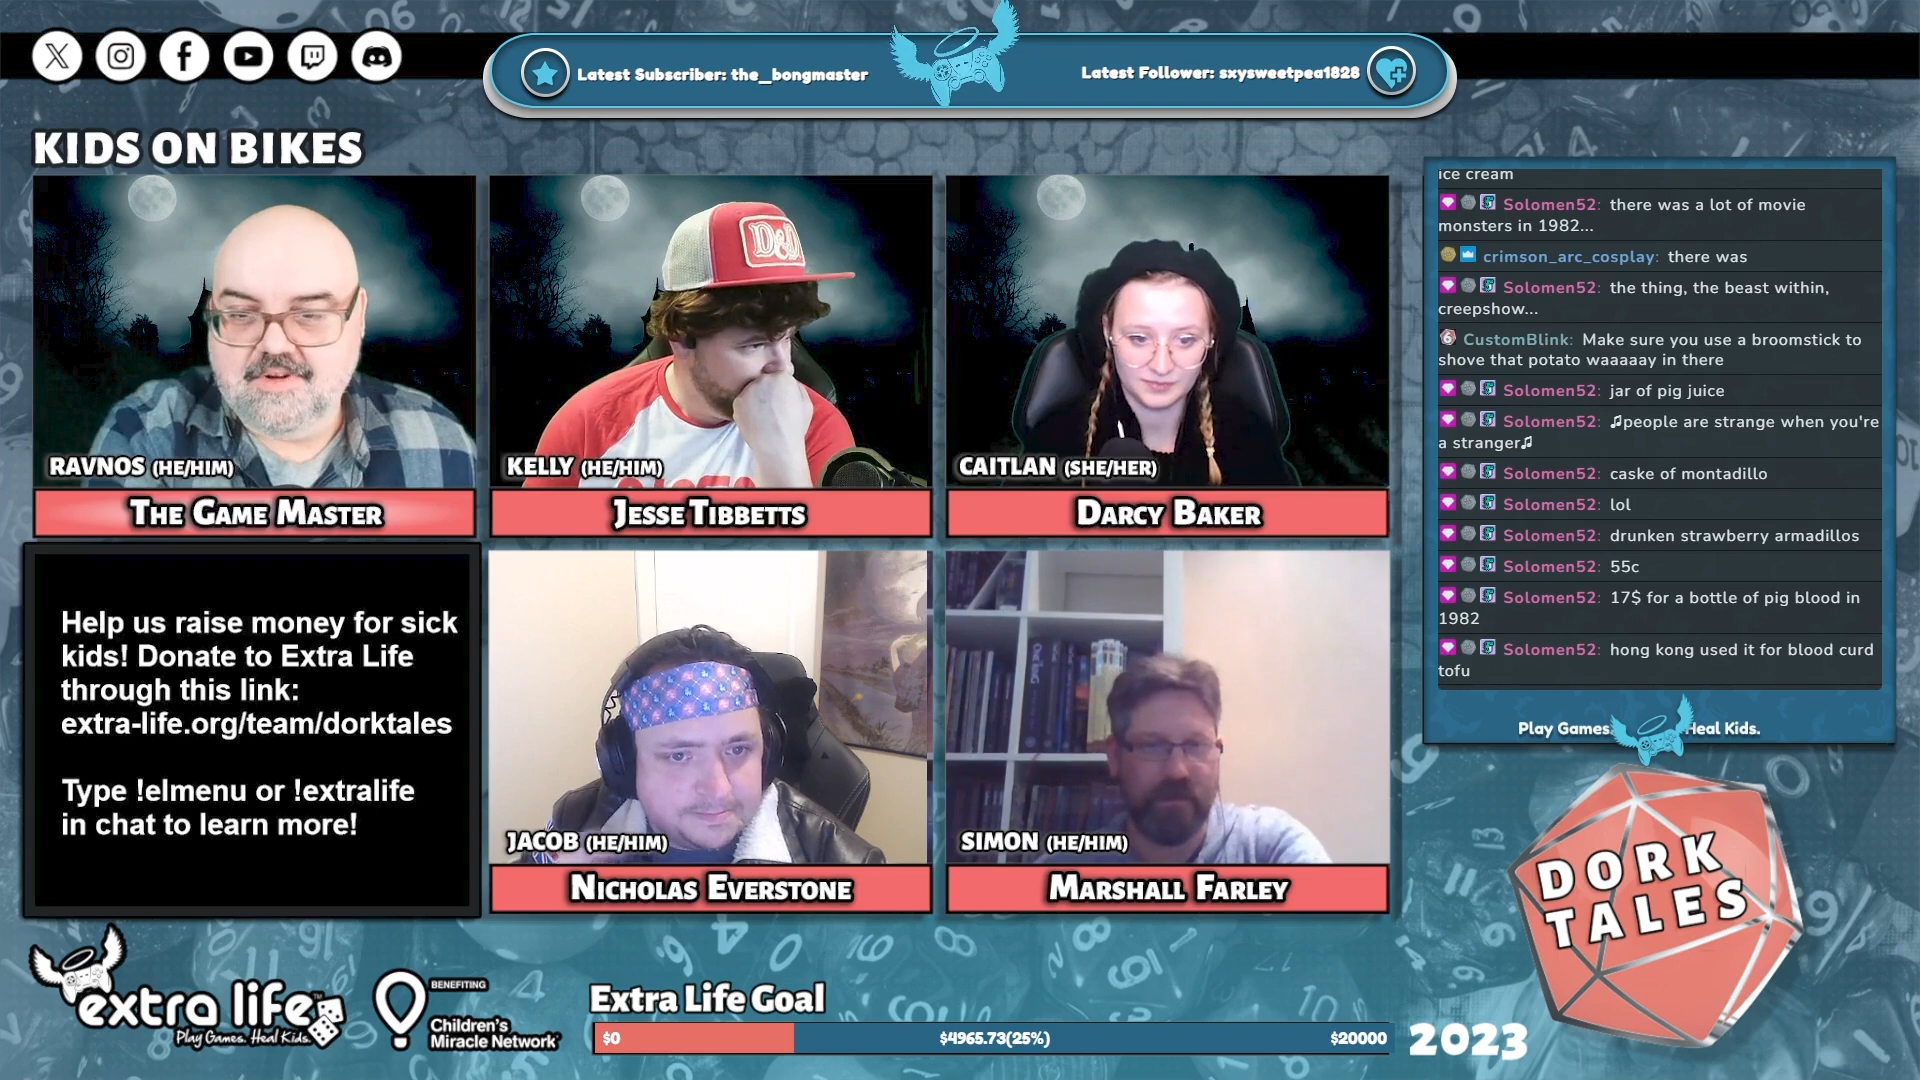 Latest Subscriber: the_bongmaster
Latest Follower: sxysweetpea1828
KIDS ON BIKES
RAVNOS (HE/HIM)
THE GAME MASTER
D&D
KELLY (HE/HIM)
JESSE TIBBETTS
CAITLAN (SHE/HER)
DARCY BAKER
Help us raise money for sick
kids! Donate to Extra Life
through this link:
extra-life.org/team/dorktales
Type !elmenu or !extralife
in chat to learn more!
JACOB (HE/HIM)
NICHOLAS EVERSTONE
SIMON (HE/HIM)
MARSHALL FARLEY
ice cream
Solomen52: there was a lot of movie
monsters in 1982...
crimson_arc_cosplay: there was
Solomen52: the thing, the beast within,
creepshow...
CustomBlink: Make sure you use a broomstick to
shove that potato waaaaay in there
Solomen52: jar of pig juice
Solomen52: ♫people are strange when you're
a stranger♫
Solomen52: caske of montadillo
Solomen52: lol
Solomen52: drunken strawberry armadillos
Solomen52: 55c
Solomen52: 17$ for a bottle of pig blood in
1982
Solomen52: hong kong used it for blood curd
tofu
Play Games. Heal Kids.
DORK
TALES
extra life
Play Games. Heal Kids.
BENEFITING
Children's
Miracle Network
Extra Life Goal
$0
$4965.73(25%)
$20000
2023